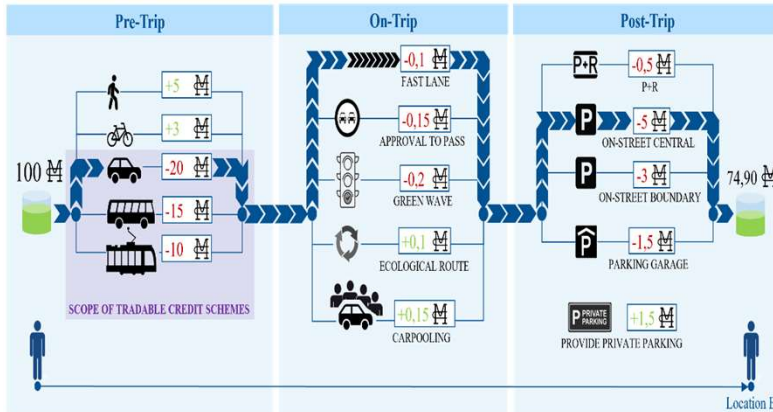 Pre-Trip
On-Trip
Post-Trip
+5 M
+3 M
100 M
-20 M
-15 M
-10 M
SCOPE OF TRADABLE CREDIT SCHEMES
-0,1 M
FAST LANE
-0,15 M
APPROVAL TO PASS
-0,2 M
GREEN WAVE
+0,1 M
ECOLOGICAL ROUTE
+0,15 M
CARPOOLING
P+R
-0,5 M
P+R
P
-5 M
ON-STREET CENTRAL
P
-3 M
ON-STREET BOUNDARY
P
-1,5 M
PARKING GARAGE
74,90 M
P PRIVATE PARKING
+1,5 M
PROVIDE PRIVATE PARKING
Location